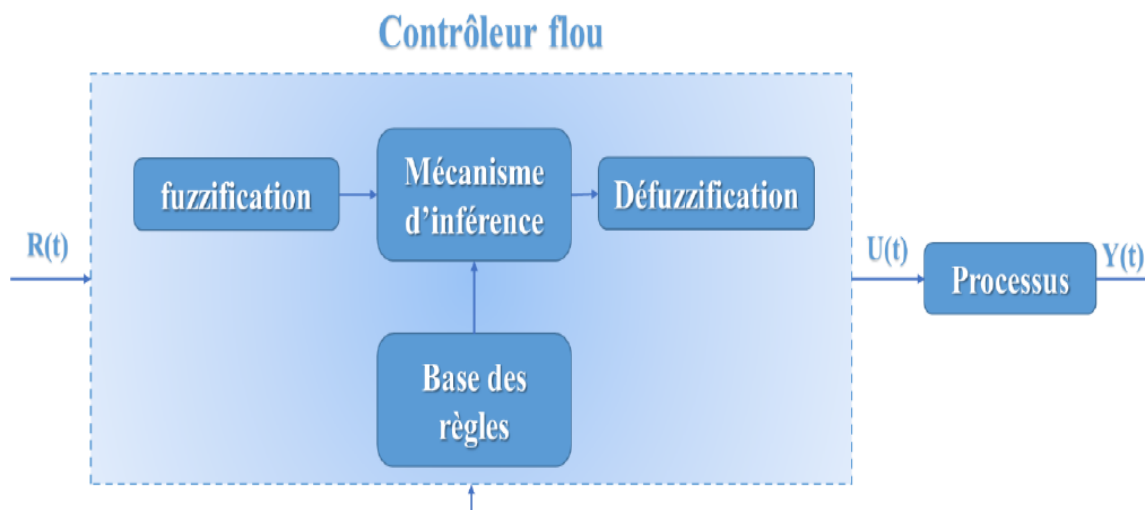 Contrôleur flou
fuzzification
Mécanisme
d'inférence
Défuzzification
R(t)
U(t)
Processus
Y(t)
Base des
règles